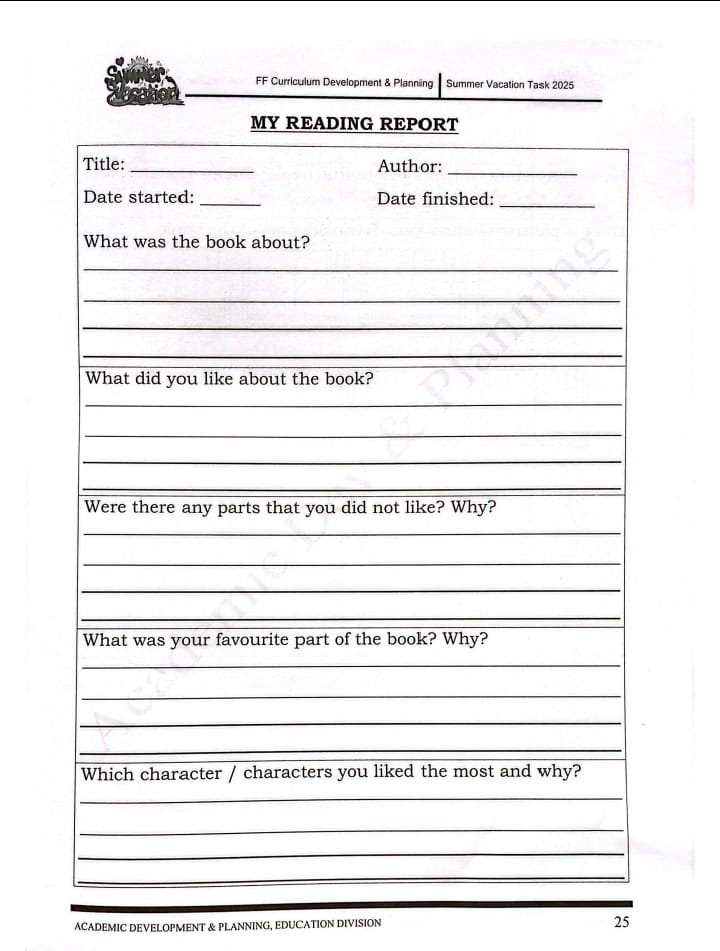 Summer
Vacation
FF Curriculum Development & Planniing | Summer Vacation Task 2025
MY READING REPORT
Title: ____________ Author: ____________
Date started: ______ Date finished: _________
What was the book about?
What did you like about the book?
Were there any parts that you did not like? Why?
What was your favourite part of the book? Why?
Which character / characters you liked the most and why?
Academic Dev & Planning
ACADEMIC DEVELOPMENT & PLANNING, EDUCATION DIVISION 25